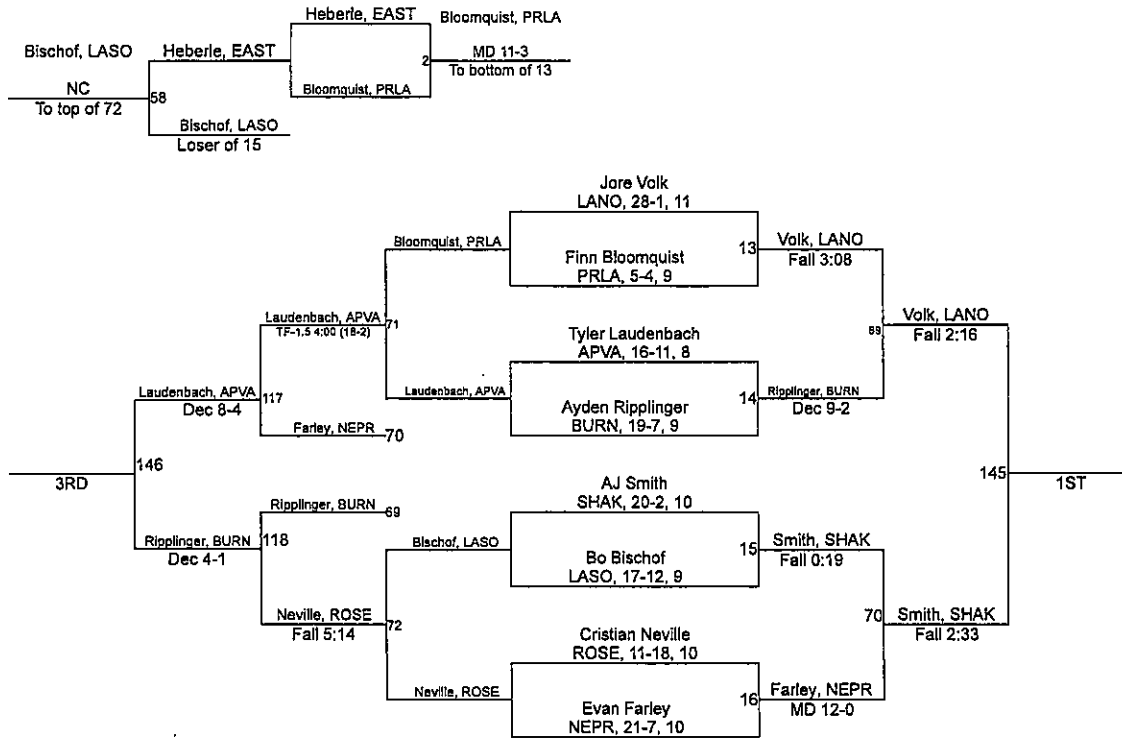 Heberle, EAST
Bloomquist, PRLA
Bischof, LASO
Heberle, EAST
2
MD 11-3
To bottom of 13
NC
58
Bloomquist, PRLA
To top of 72
Bischof, LASO
Loser of 15
Jore Volk
LANO, 28-1, 11
Bloomquist, PRLA
13
Volk, LANO
Fall 3:08
Finn Bloomquist
PRLA, 5-4, 9
Laudenbach, APVA
TF-1.5 4:00 (18-2)
71
Tyler Laudenbach
APVA, 16-11, 8
69
Volk, LANO
Fall 2:16
Laudenbach, APVA
Dec 8-4
117
Laudenbach, APVA
14
Ripplinger, BURN
Dec 9-2
Ayden Ripplinger
BURN, 19-7, 9
Farley, NEPR
70
146
3RD
145
1ST
AJ Smith
SHAK, 20-2, 10
Ripplinger, BURN
69
Ripplinger, BURN
Dec 4-1
118
Bischof, LASO
15
Smith, SHAK
Fall 0:19
Bo Bischof
LASO, 17-12, 9
Neville, ROSE
Fall 5:14
72
70
Smith, SHAK
Fall 2:33
Cristian Neville
ROSE, 11-18, 10
Neville, ROSE
16
Farley, NEPR
MD 12-0
Evan Farley
NEPR, 21-7, 10